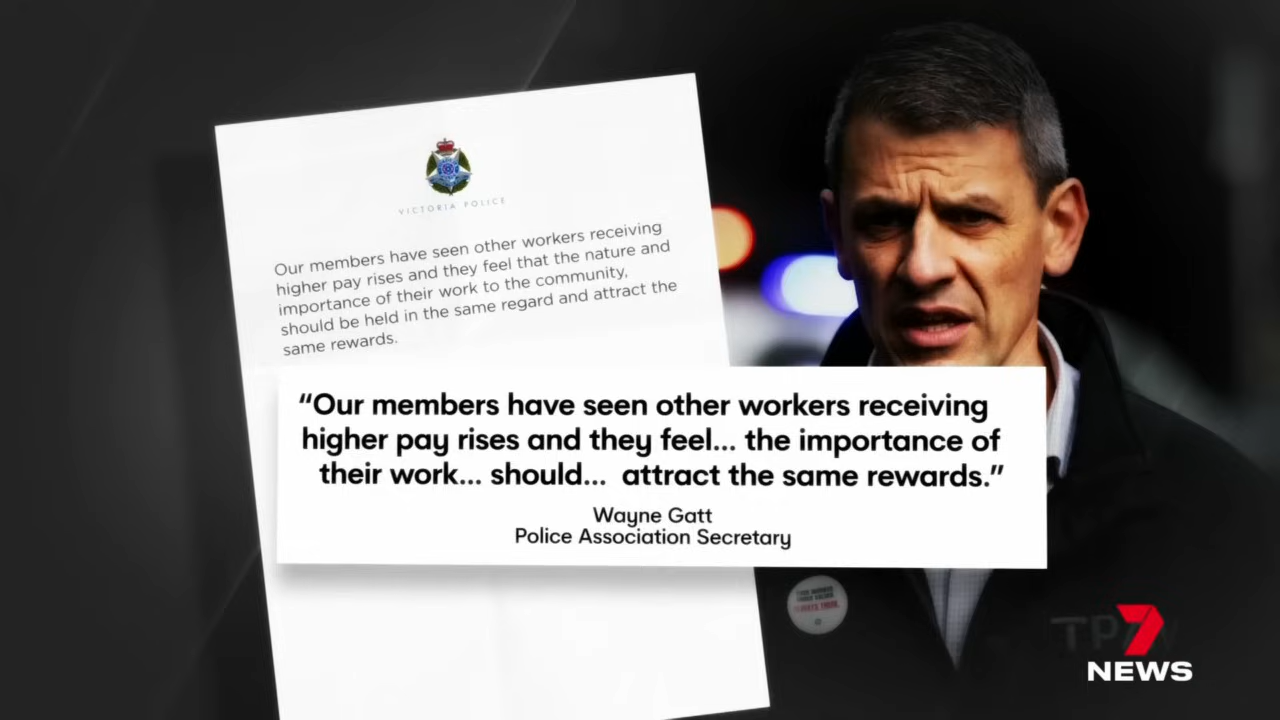 VICTORIA POLICE
Our members have seen other workers receiving
higher pay rises and they feel that the nature and
importance of their work to the community,
should be held in the same regard and attract the
same rewards.
“Our members have seen other workers receiving
higher pay rises and they feel... the importance of
their work... should... attract the same rewards.”
Wayne Gatt
Police Association Secretary
7
NEWS